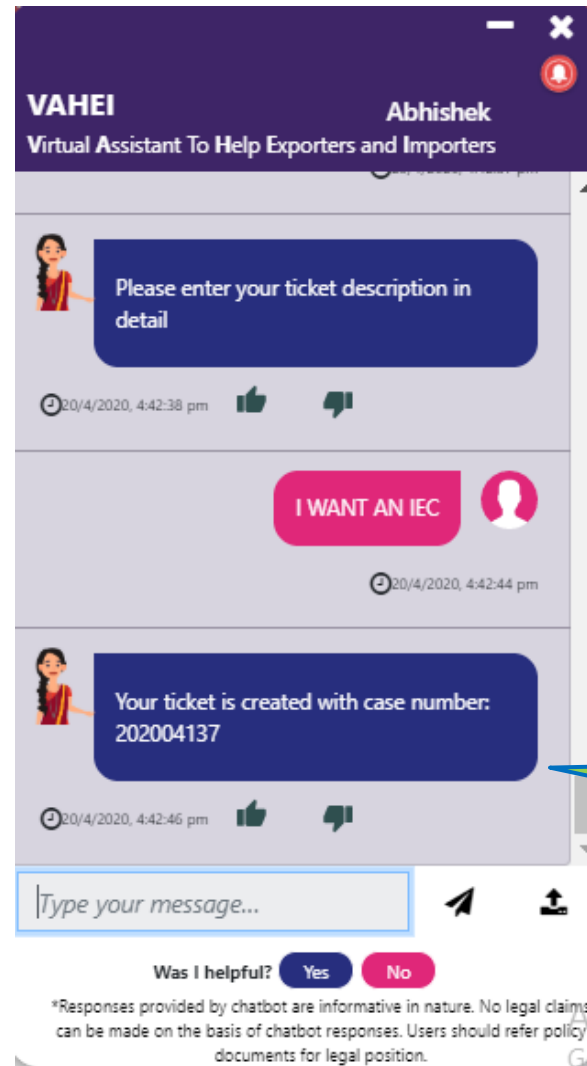 VAHEI
Abhishek
Virtual Assistant To Help Exporters and Importers
Please enter your ticket description in
detail
20/4/2020, 4:42:38 pm
I WANT AN IEC
20/4/2020, 4:42:44 pm
Your ticket is created with case number:
202004137
20/4/2020, 4:42:46 pm
Type your message...
Was I helpful? Yes No
*Responses provided by chatbot are informative in nature. No legal claims
can be made on the basis of chatbot responses. Users should refer policy
documents for legal position.